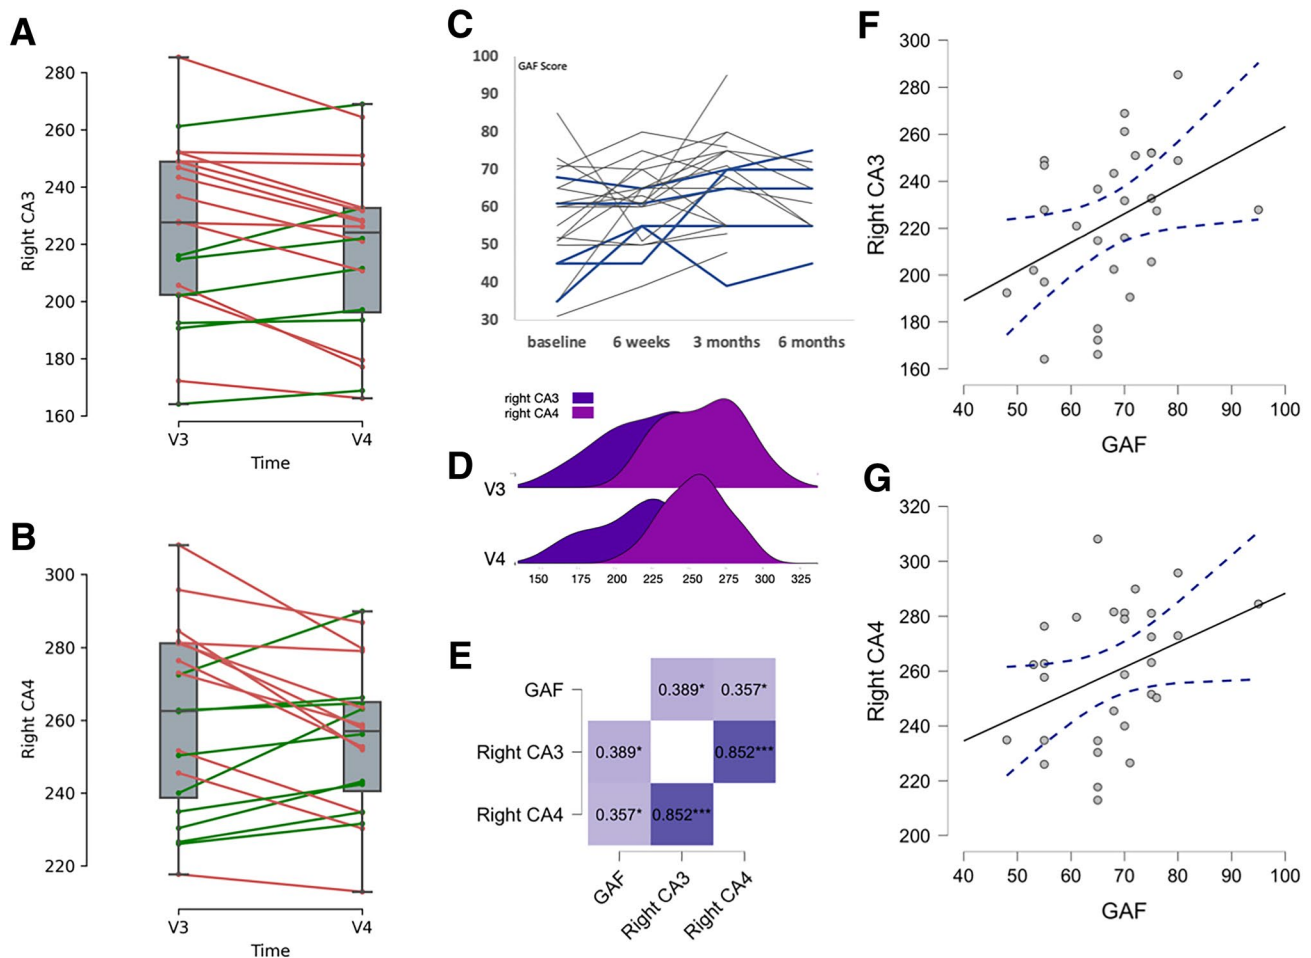 A
280
260
240
220
200
180
160
Right CA3
V3 V4
Time
B
300
280
260
240
220
Right CA4
V3 V4
Time
C
100
90
80
70
60
50
40
30
GAF Score
baseline 6 weeks 3 months 6 months
right CA3
right CA4
D
V3
V4
150 175 200 225 250 275 300 325
E
GAF 0.389* 0.357*
Right CA3 0.389* 0.852***
Right CA4 0.357* 0.852***
GAF Right CA3 Right CA4
F
300
280
260
240
220
200
180
160
Right CA3
40 50 60 70 80 90 100
GAF
G
320
300
280
260
240
220
200
Right CA4
40 50 60 70 80 90 100
GAF